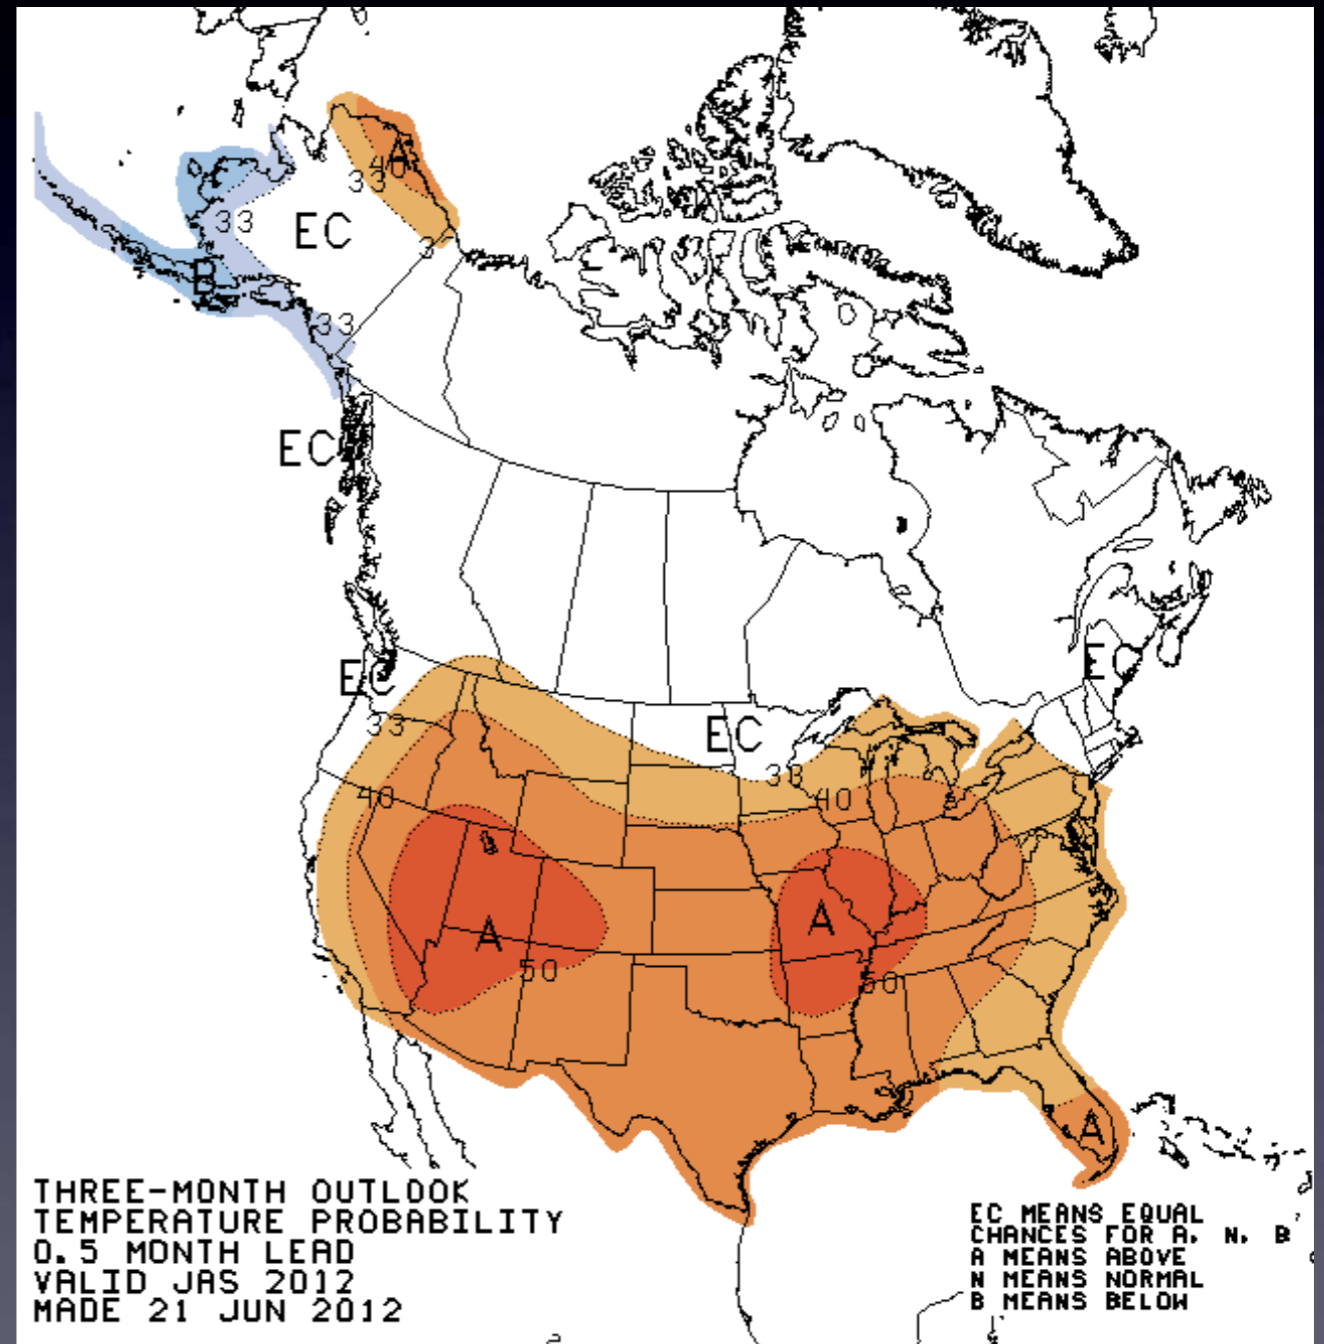 A
40
33
33
EC
33
B
33
EC
EC
EC
33
EC
33
40
40
A
A
50
50
A
THREE-MONTH OUTLOOK
TEMPERATURE PROBABILITY
0.5 MONTH LEAD
VALID JAS 2012
MADE 21 JUN 2012
EC MEANS EQUAL
CHANCES FOR A, N, B
A MEANS ABOVE
N MEANS NORMAL
B MEANS BELOW